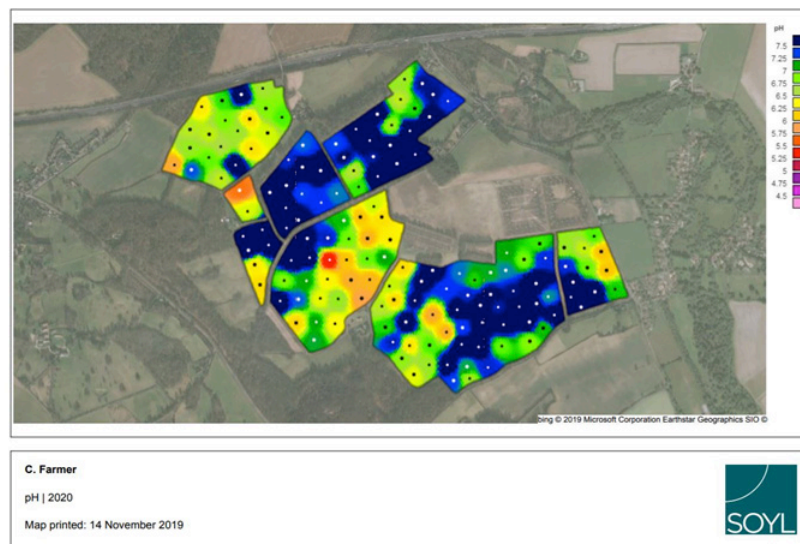 pH
7.5
7.25
7
6.75
6.5
6.25
6
5.75
5.5
5.25
5
4.75
4.5
bing © 2019 Microsoft Corporation Earthstar Geographics SIO ©
C. Farmer
pH | 2020
Map printed: 14 November 2019
SOYL